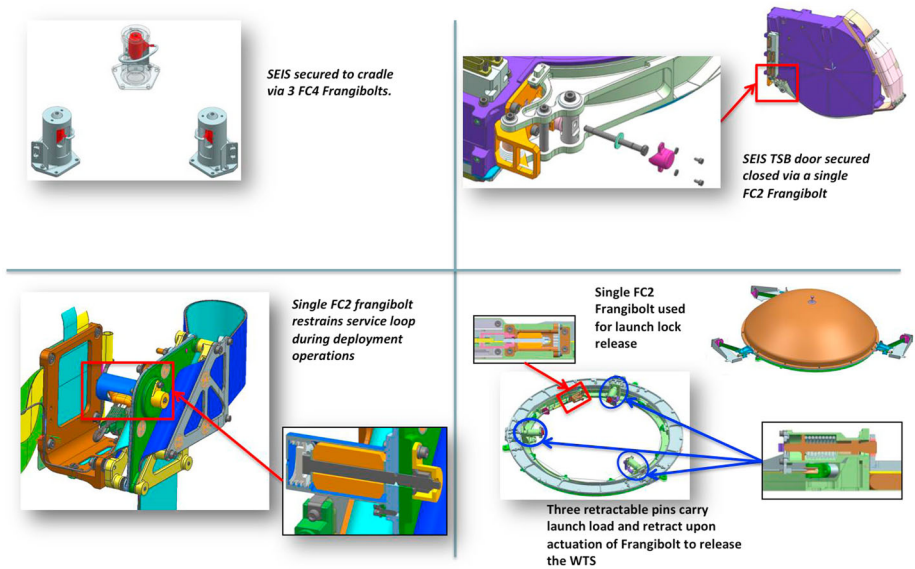 SEIS secured to cradle
via 3 FC4 Frangibolts.
SEIS TSB door secured
closed via a single
FC2 Frangibolt
Single FC2 frangibolt
restrains service loop
during deployment
operations
Single FC2
Frangibolt used
for launch lock
release
Three retractable pins carry
launch load and retract upon
actuation of Frangibolt to release
the WTS